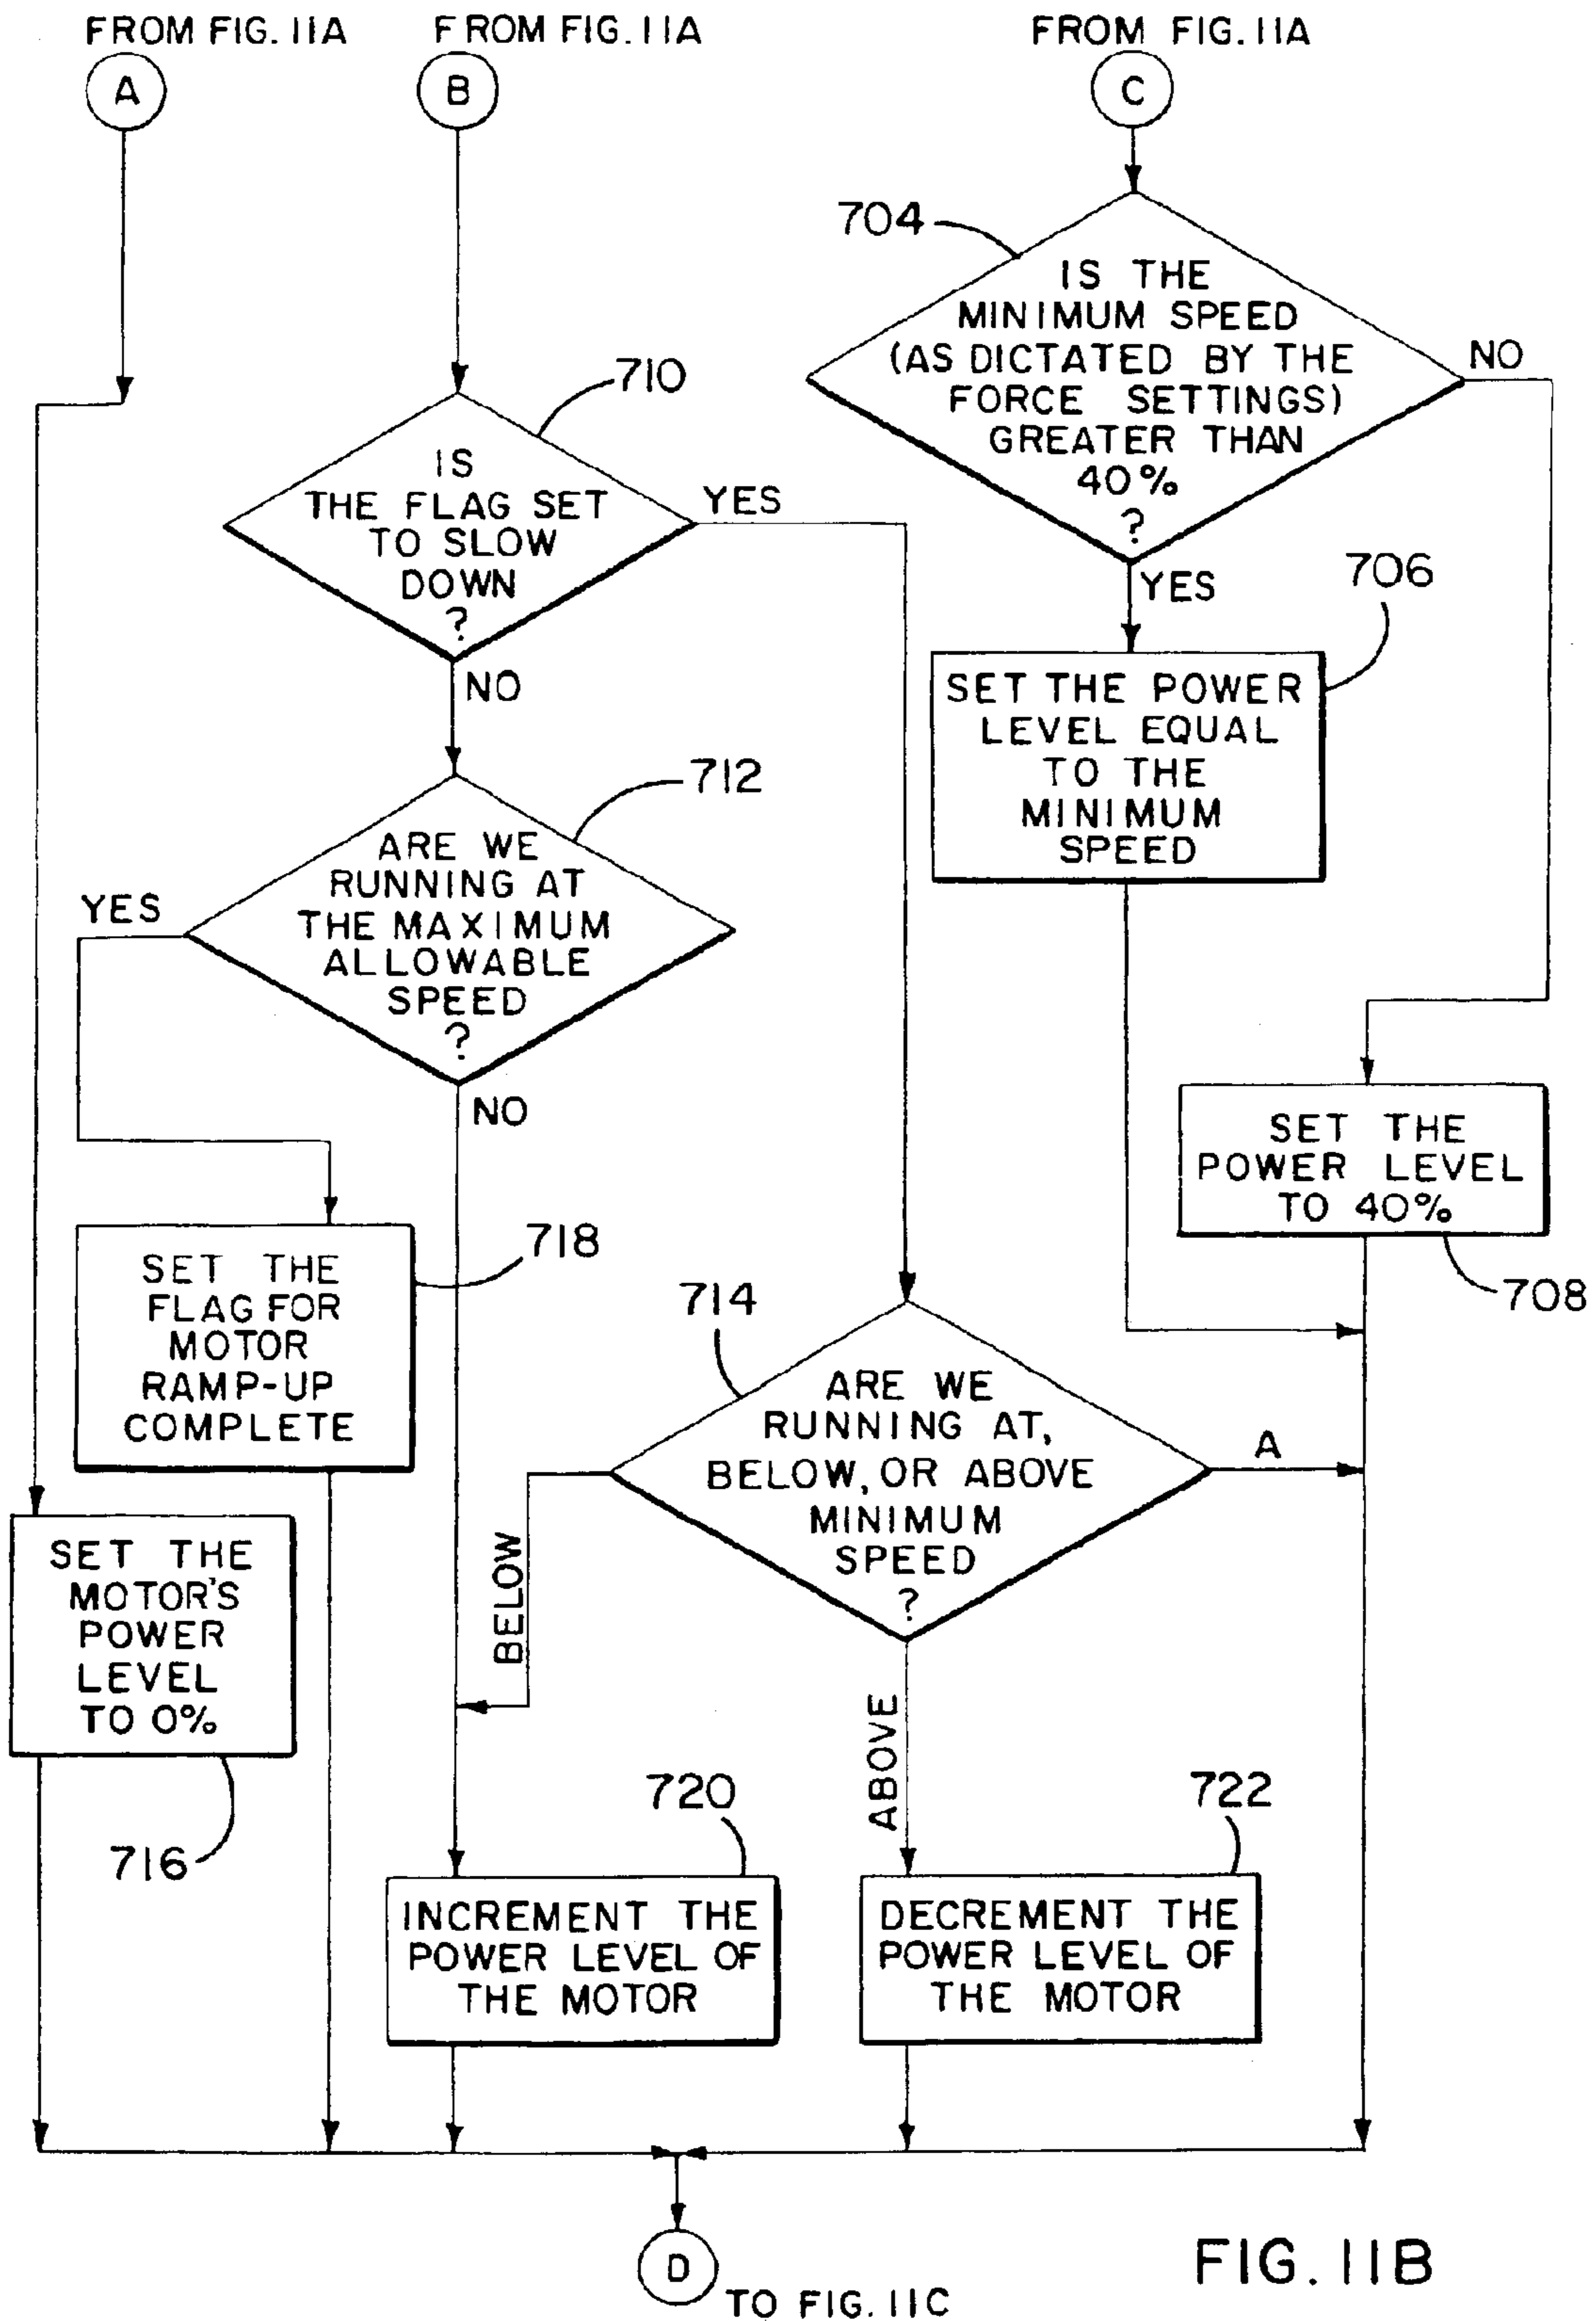 FROM FIG. 11A
A
FROM FIG. 11A
B
FROM FIG. 11A
C
704
IS THE
MINIMUM SPEED
(AS DICTATED BY THE
FORCE SETTINGS)
GREATER THAN
40%
?
NO
YES
710
IS
THE FLAG SET
TO SLOW
DOWN
?
YES
NO
706
SET THE POWER
LEVEL EQUAL
TO THE
MINIMUM
SPEED
712
ARE WE
RUNNING AT
THE MAXIMUM
ALLOWABLE
SPEED
?
YES
NO
SET THE
POWER LEVEL
TO 40%
708
718
SET THE
FLAG FOR
MOTOR
RAMP-UP
COMPLETE
714
ARE WE
RUNNING AT,
BELOW, OR ABOVE
MINIMUM
SPEED
?
A
BELOW
ABOVE
SET THE
MOTOR'S
POWER
LEVEL
TO 0%
716
720
INCREMENT THE
POWER LEVEL OF
THE MOTOR
722
DECREMENT THE
POWER LEVEL OF
THE MOTOR
D
TO FIG. 11C
FIG. 11B